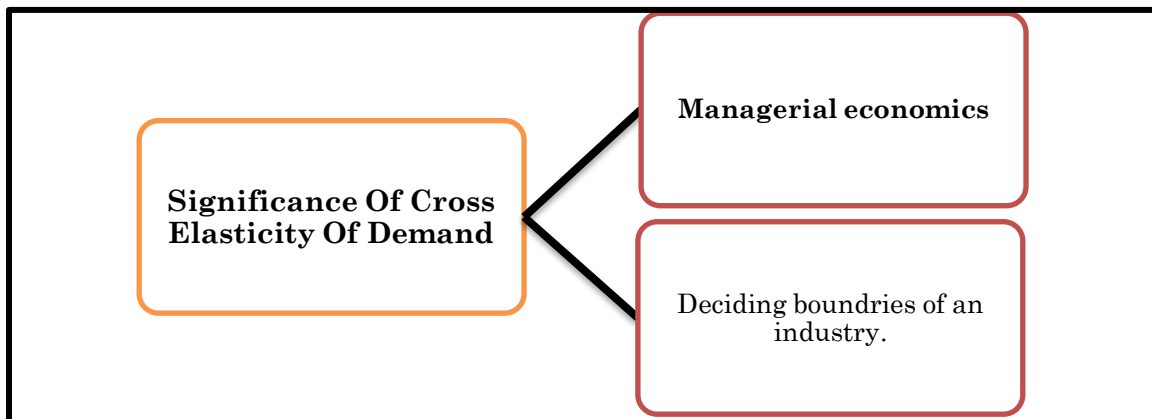 Managerial economics
Significance Of Cross
Elasticity Of Demand
Deciding boundries of an
industry.